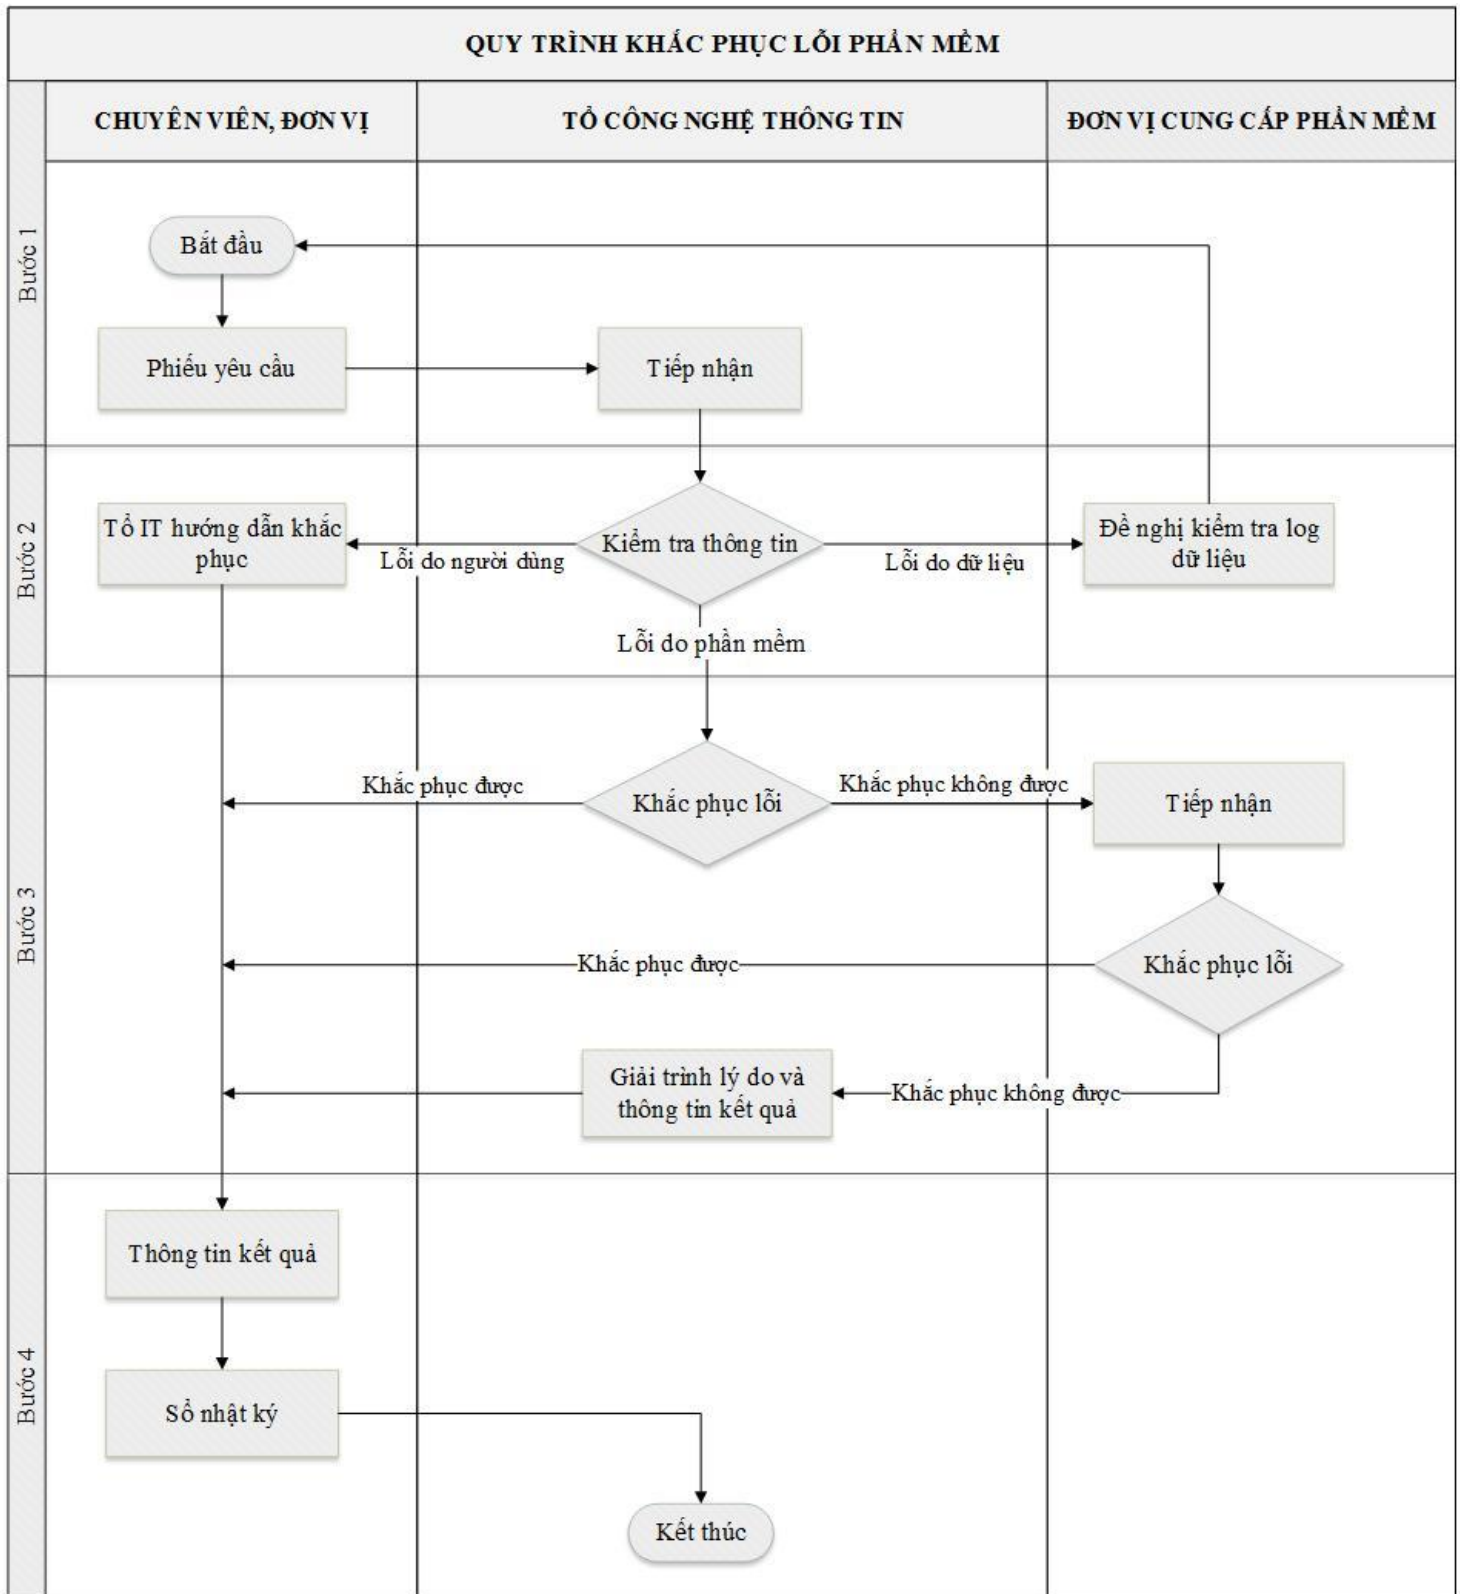 QUY TRÌNH KHẮC PHỤC LỖI PHẦN MỀM
CHUYÊN VIÊN, ĐƠN VỊ
TỔ CÔNG NGHỆ THÔNG TIN
ĐƠN VỊ CUNG CẤP PHẦN MỀM
Bước 1
Bắt đầu
Phiếu yêu cầu
Tiếp nhận
Bước 2
Tổ IT hướng dẫn khắc
phục
Lỗi do người dùng
Kiểm tra thông tin
Lỗi do dữ liệu
Đề nghị kiểm tra log
dữ liệu
Lỗi do phần mềm
Bước 3
Khắc phục được
Khắc phục lỗi
Khắc phục không được
Tiếp nhận
Khắc phục được
Khắc phục lỗi
Giải trình lý do và
thông tin kết quả
Khắc phục không được
Bước 4
Thông tin kết quả
Sổ nhật ký
Kết thúc